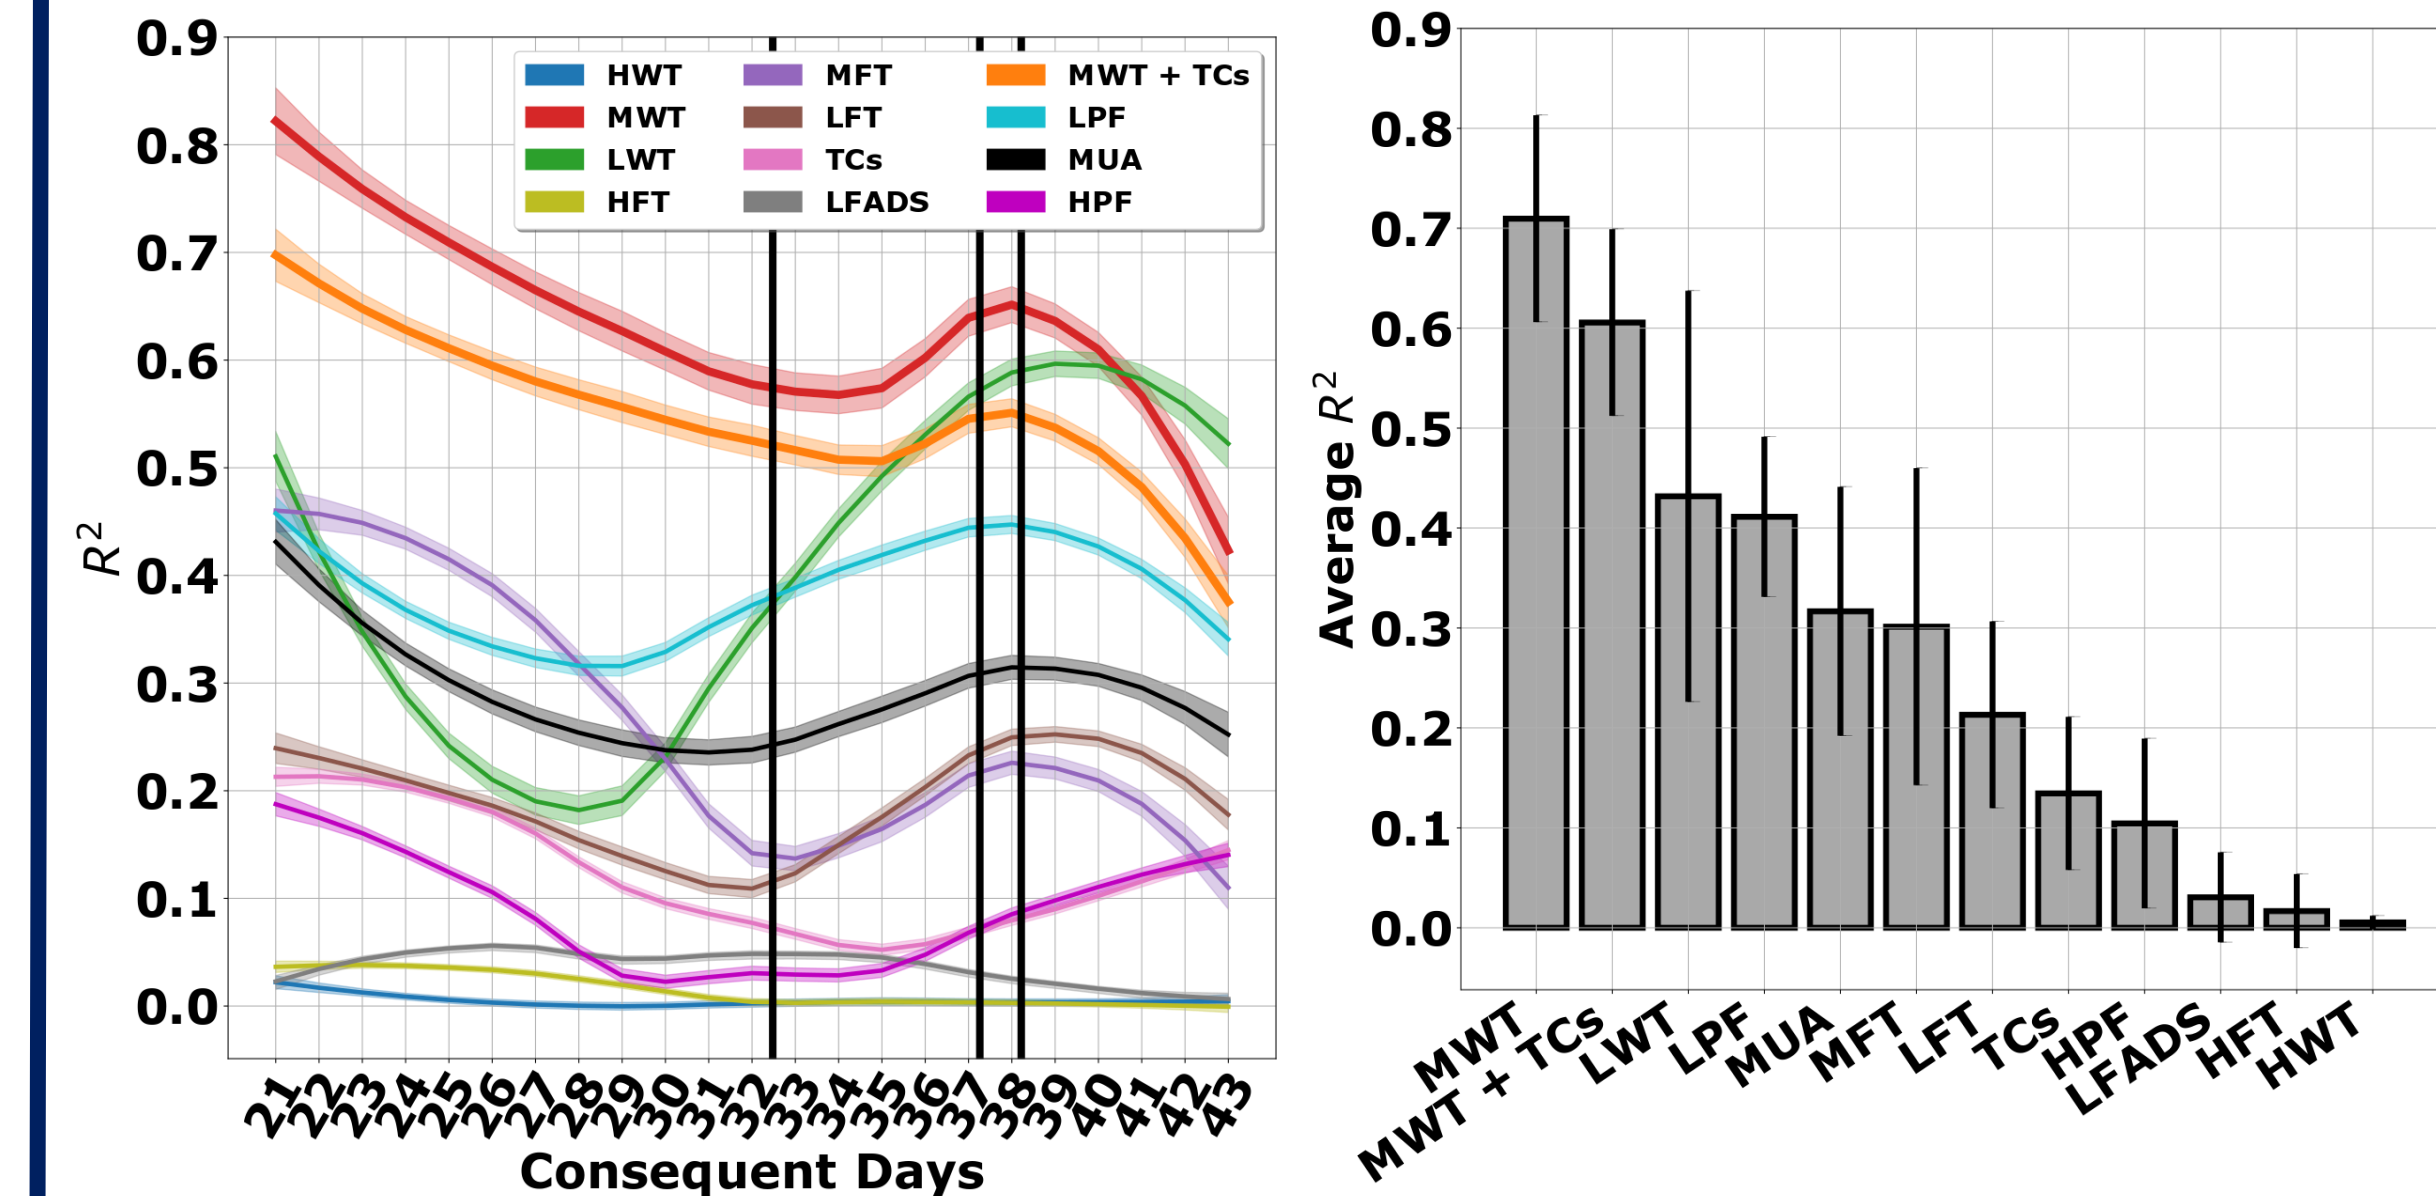 0.9
0.8
0.7
0.6
0.5
0.4
0.3
0.2
0.1
0.0
R²
HWT MFT MWT + TCs
MWT LFT LPF
LWT TCs MUA
HFT LFADS HPF
21 22 23 24 25 26 27 28 29 30 31 32 33 34 35 36 37 38 39 40 41 42 43
Consequent Days
0.9
0.8
0.7
0.6
0.5
0.4
0.3
0.2
0.1
0.0
Average R²
MWT
MWT + TCs
LWT
LPF
MUA
MFT
LFT
TCs
HPF
LFADS
HFT
HWT